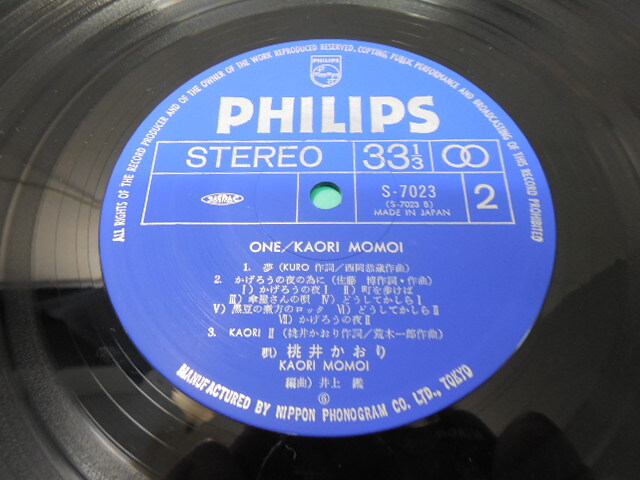 ALL RIGHTS OF THE RECORD PRODUCER AND OF THE OWNER OF THE WORK REPRODUCED RESERVED. COPYING, PUBLIC PERFORMANCE AND BROADCASTING OF THIS RECORD PROHIBITED
PHILIPS
PHILIPS
STEREO
33 1/3
S-7023
(S-7023 B)
MADE IN JAPAN
2
JASRAC
ONE/KAORI MOMOI
1. 夢 (KURO 作詞/西岡恭蔵作曲)
2. かげろうの夜の為に (佐藤 博作詞・作曲)
Ⅰ) かげろうの夜Ⅰ Ⅱ) 町を歩けば
Ⅲ) 傘屋さんの唄 Ⅳ) どうしてかしらⅠ
Ⅴ) 黒豆の煮方のロック Ⅵ) どうしてかしらⅡ
Ⅶ) かげろうの夜Ⅱ
3. KAORI Ⅱ (桃井かおり作詞/荒木一郎作曲)
唄) 桃井かおり
KAORI MOMOI
編曲) 井上 鑑
⑥
MANUFACTURED BY NIPPON PHONOGRAM CO. LTD., TOKYO